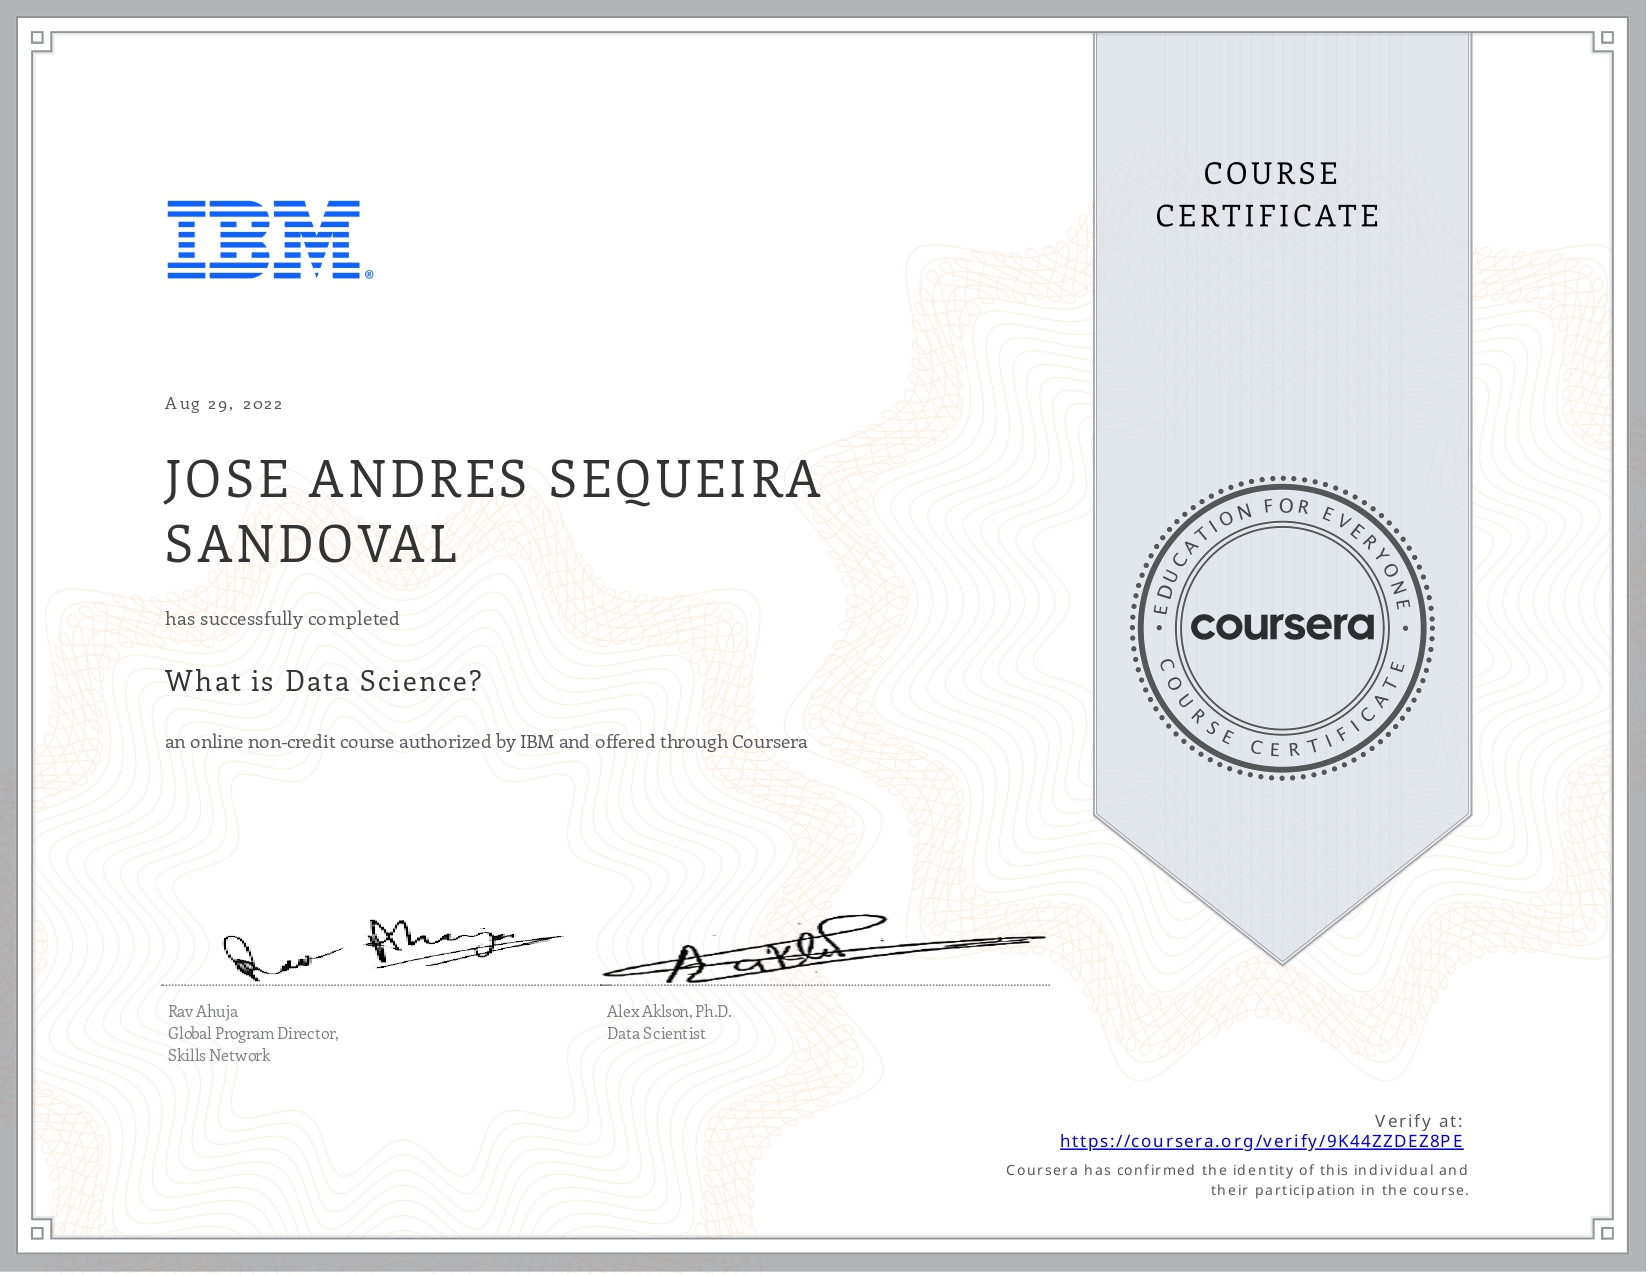 COURSE
CERTIFICATE
IBM®
Aug 29, 2022
JOSE ANDRES SEQUEIRA
SANDOVAL
has successfully completed
What is Data Science?
an online non-credit course authorized by IBM and offered through Coursera
• EDUCATION FOR EVERYONE •
coursera
COURSE CERTIFICATE
Rav Ahuja
Global Program Director,
Skills Network
Alex Aklson, Ph.D.
Data Scientist
Verify at:
https://coursera.org/verify/9K44ZZDEZ8PE
Coursera has confirmed the identity of this individual and
their participation in the course.